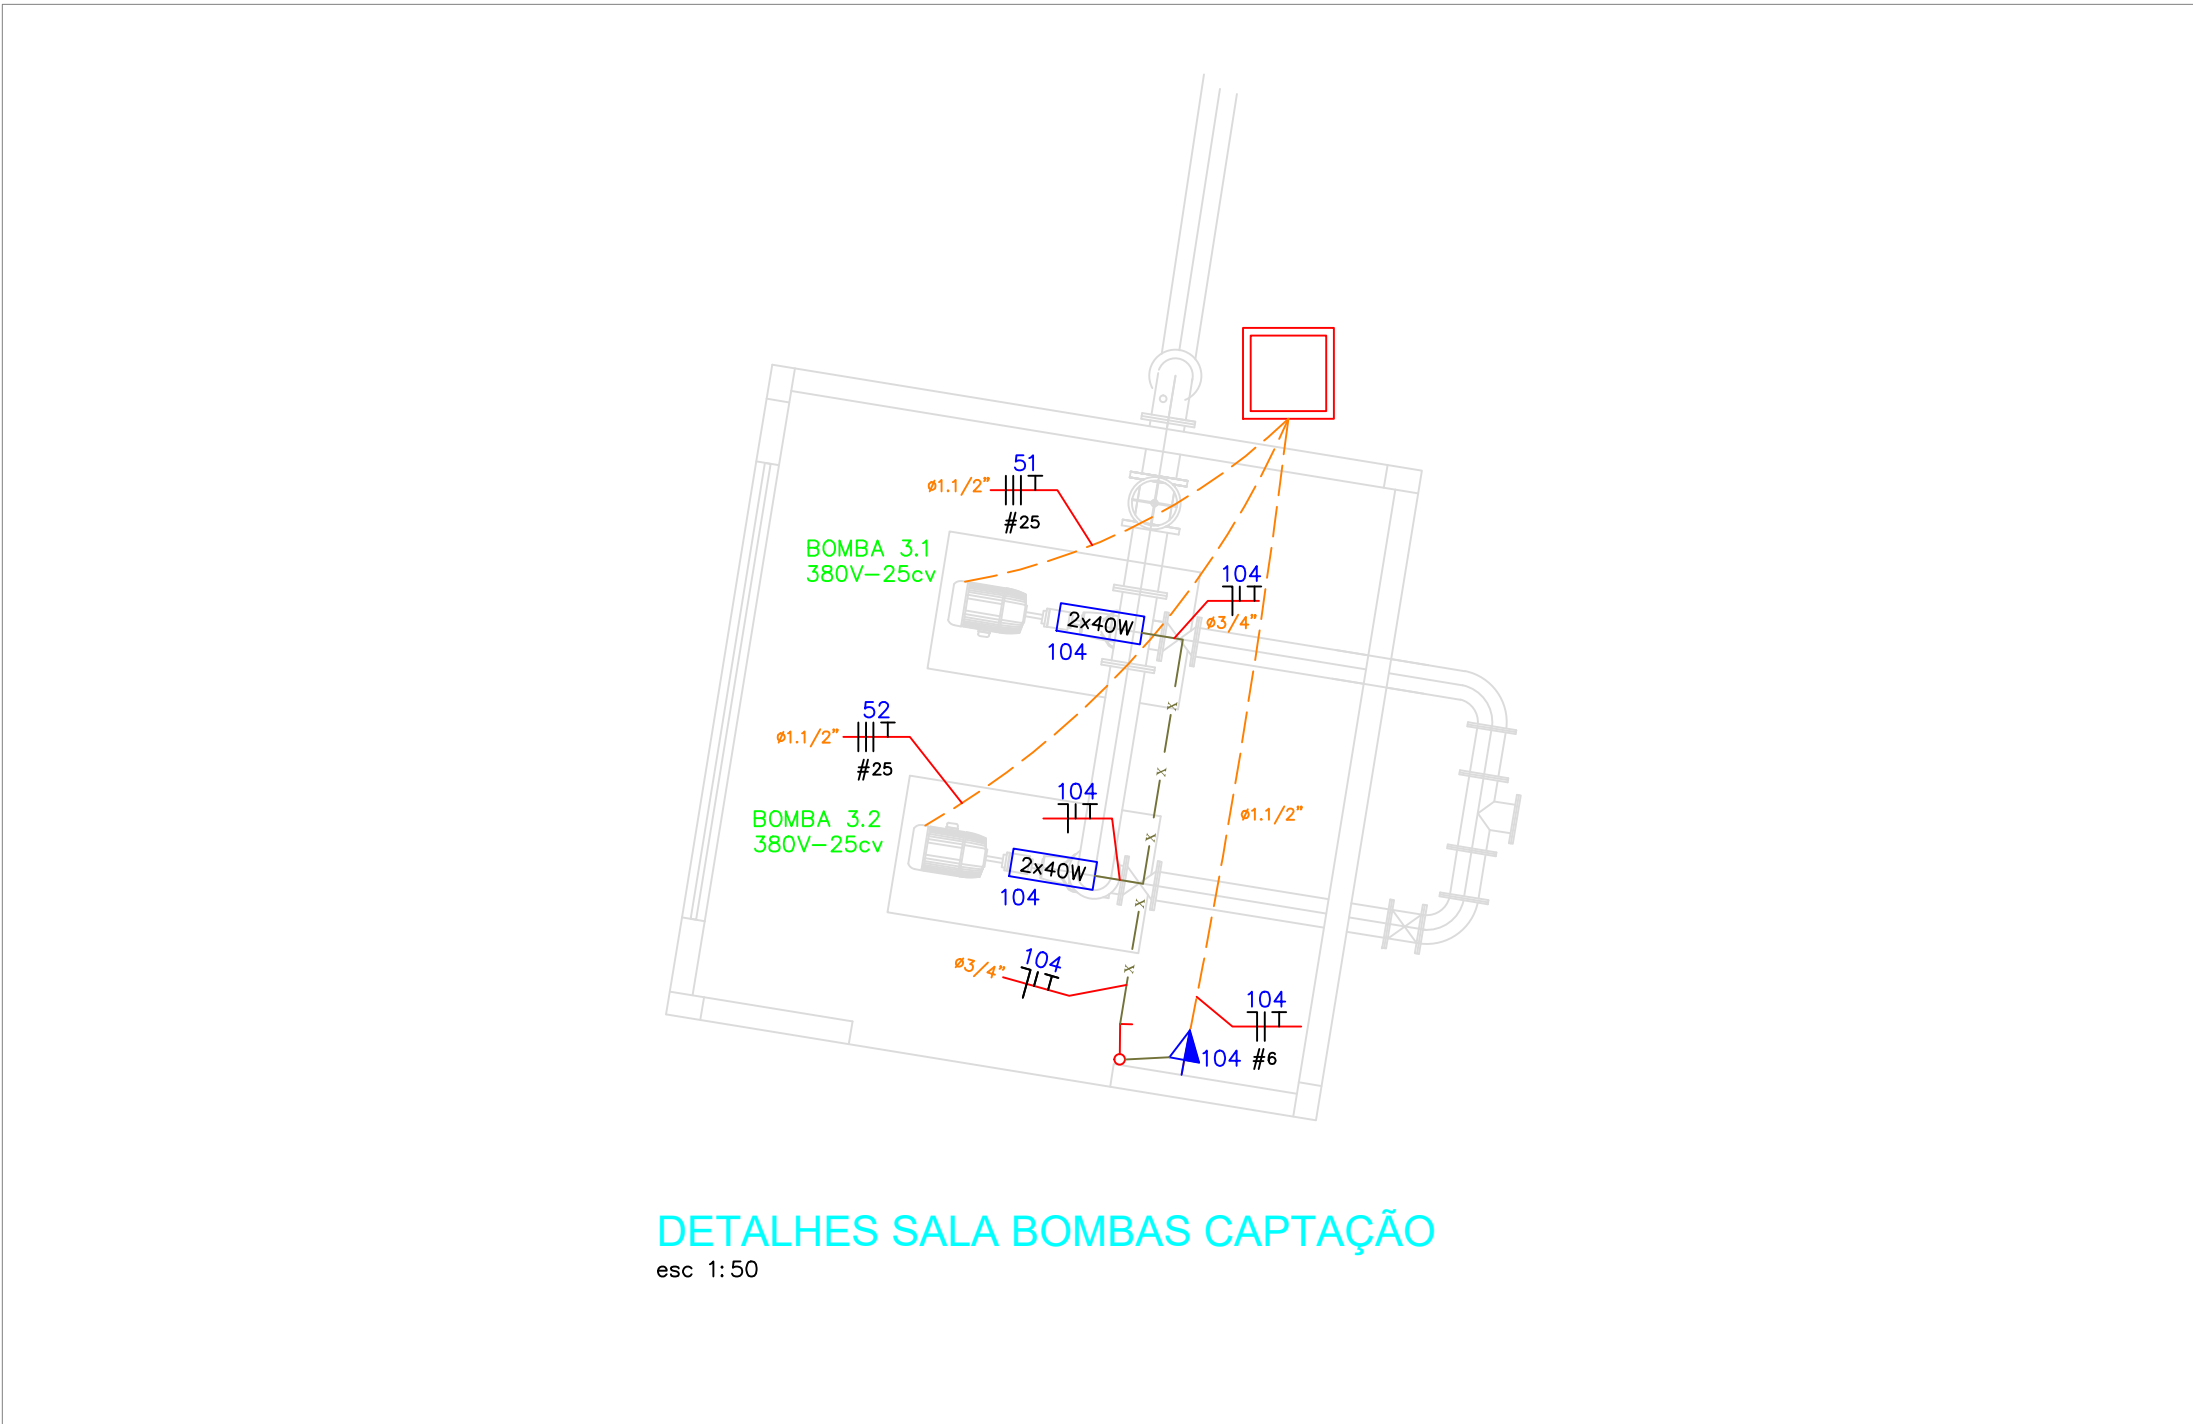 51
ø1.1/2"
#25
BOMBA 3.1
380V-25cv
104
ø3/4"
2x40W
104
52
ø1.1/2"
#25
104
BOMBA 3.2
380V-25cv
ø1.1/2"
x
x
x
2x40W
104
x
104
ø3/4"
x
104
104
#6
DETALHES SALA BOMBAS CAPTAÇÃO
esc 1:50